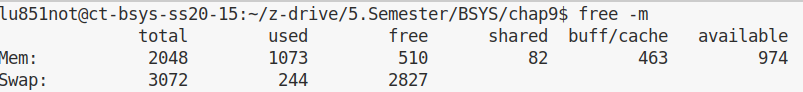 lu851not@ct-bsys-ss20-15:~/z-drive/5.Semester/BSYS/chap9$ free -m
total used free shared buff/cache available
Mem: 2048 1073 510 82 463 974
Swap: 3072 244 2827